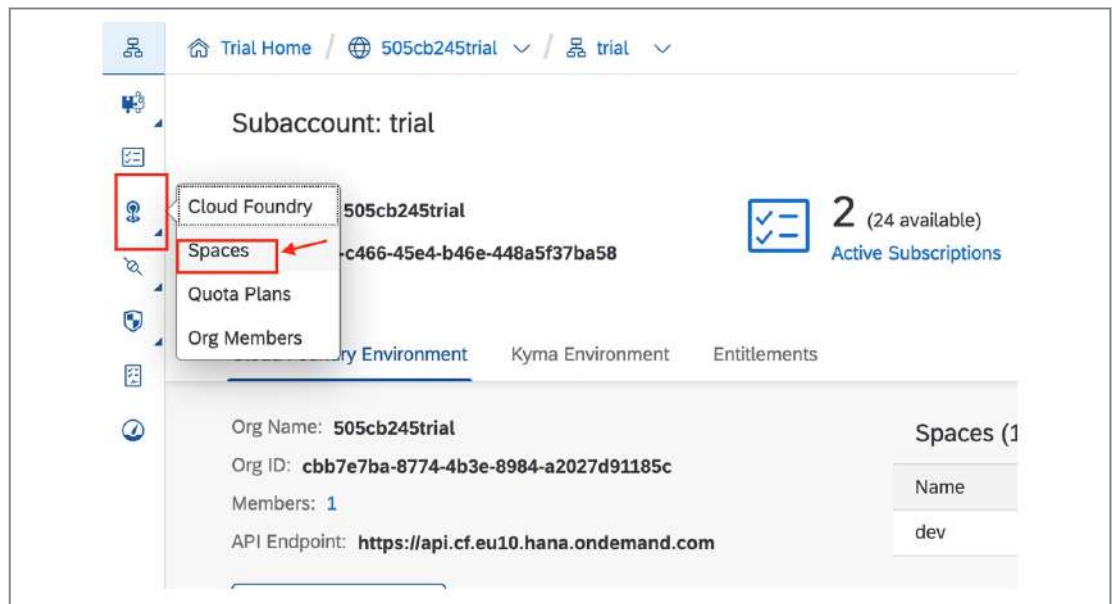 Trial Home / 505cb245trial / trial
Subaccount: trial
Cloud Foundry
Spaces
Quota Plans
Org Members
505cb245trial
-c466-45e4-b46e-448a5f37ba58
2 (24 available)
Active Subscriptions
ry Environment
Kyma Environment
Entitlements
Org Name: 505cb245trial
Org ID: cbb7e7ba-8774-4b3e-8984-a2027d91185c
Members: 1
API Endpoint: https://api.cf.eu10.hana.ondemand.com
Spaces (1
Name
dev